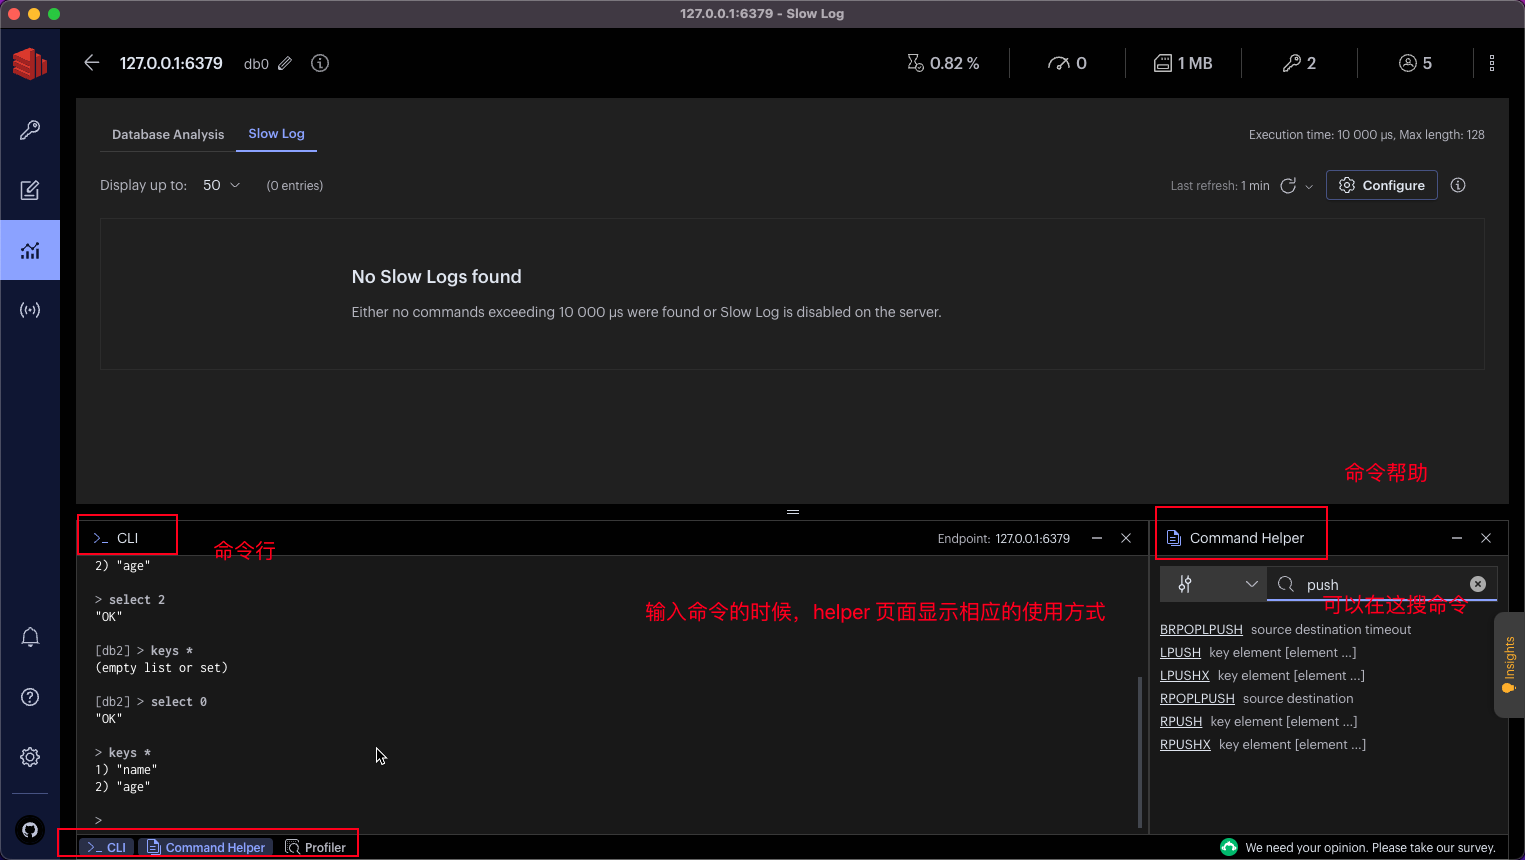 127.0.0.1:6379 - Slow Log
127.0.0.1:6379 db0 0.82 % 0 1 MB 2 5
Database Analysis Slow Log Execution time: 10 000 µs, Max length: 128
Display up to: 50 (0 entries) Last refresh: 1 min Configure
No Slow Logs found
Either no commands exceeding 10 000 µs were found or Slow Log is disabled on the server.
命令帮助
>_ CLI 命令行 Endpoint: 127.0.0.1:6379
2) "age"
> select 2
"OK"
[db2] > keys *
(empty list or set)
[db2] > select 0
"OK"
> keys *
1) "name"
2) "age"
>
输入命令的时候，helper 页面显示相应的使用方式
Command Helper
push
可以在这搜命令
BRPOPLPUSH source destination timeout
LPUSH key element [element ...]
LPUSHX key element [element ...]
RPOPLPUSH source destination
RPUSH key element [element ...]
RPUSHX key element [element ...]
Insights
>_ CLI Command Helper Profiler We need your opinion. Please take our survey.